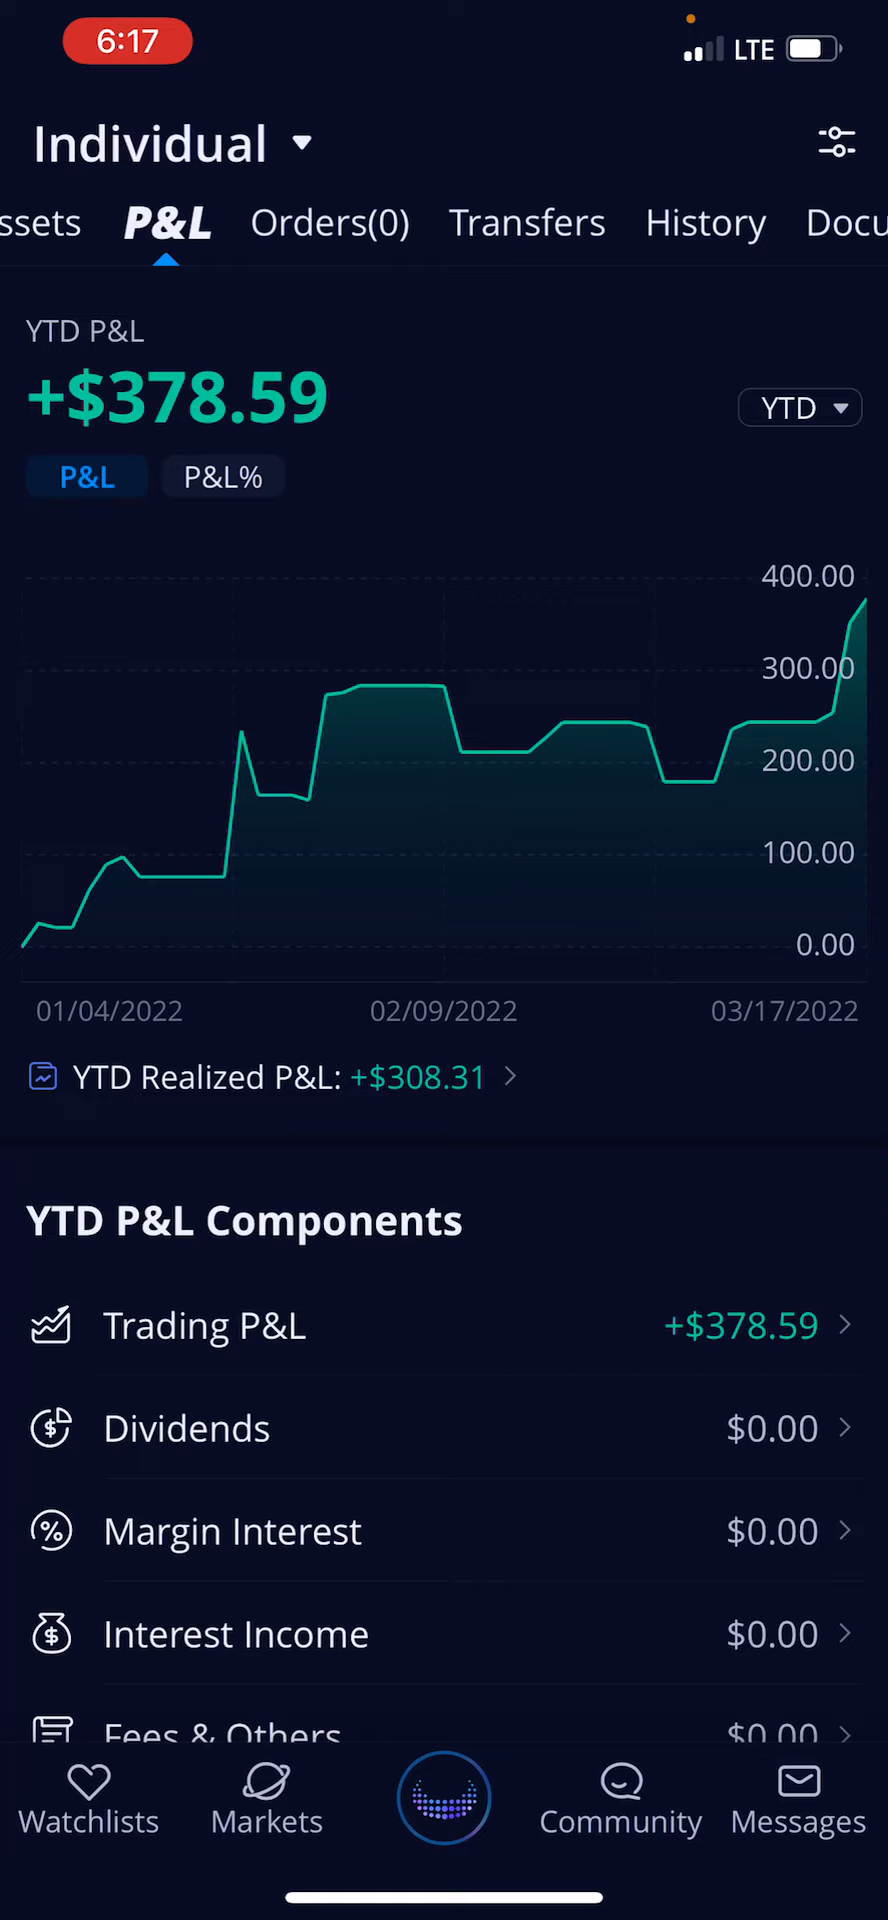 6:17 LTE
Individual
ssets P&L Orders(0) Transfers History Docu
YTD P&L
+$378.59
YTD
P&L P&L%
400.00
300.00
200.00
100.00
0.00
01/04/2022 02/09/2022 03/17/2022
YTD Realized P&L: +$308.31
YTD P&L Components
Trading P&L +$378.59
Dividends $0.00
Margin Interest $0.00
Interest Income $0.00
Fees & Others $0.00
Watchlists Markets Community Messages